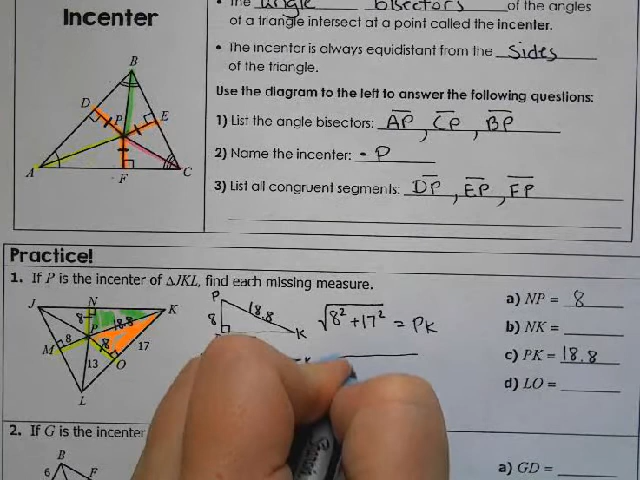 Incenter
• The angle bisectors of the angles
of a triangle intersect at a point called the incenter.
• The incenter is always equidistant from the sides
of the triangle.
Use the diagram to the left to answer the following questions:
1) List the angle bisectors: AP, CP, BP
2) Name the incenter: - P
3) List all congruent segments: DP, EP, FP
B
D
P
E
A
F
C
Practice!
1. If P is the incenter of ΔJKL, find each missing measure.
J
N
K
8
P
18.8
M
8
8
17
13
O
L
P
18.8
8
K
√8² + 17² = PK
a) NP = 8
b) NK =
c) PK = 18.8
d) LO =
2. If G is the incenter
B
6
F
a) GD =